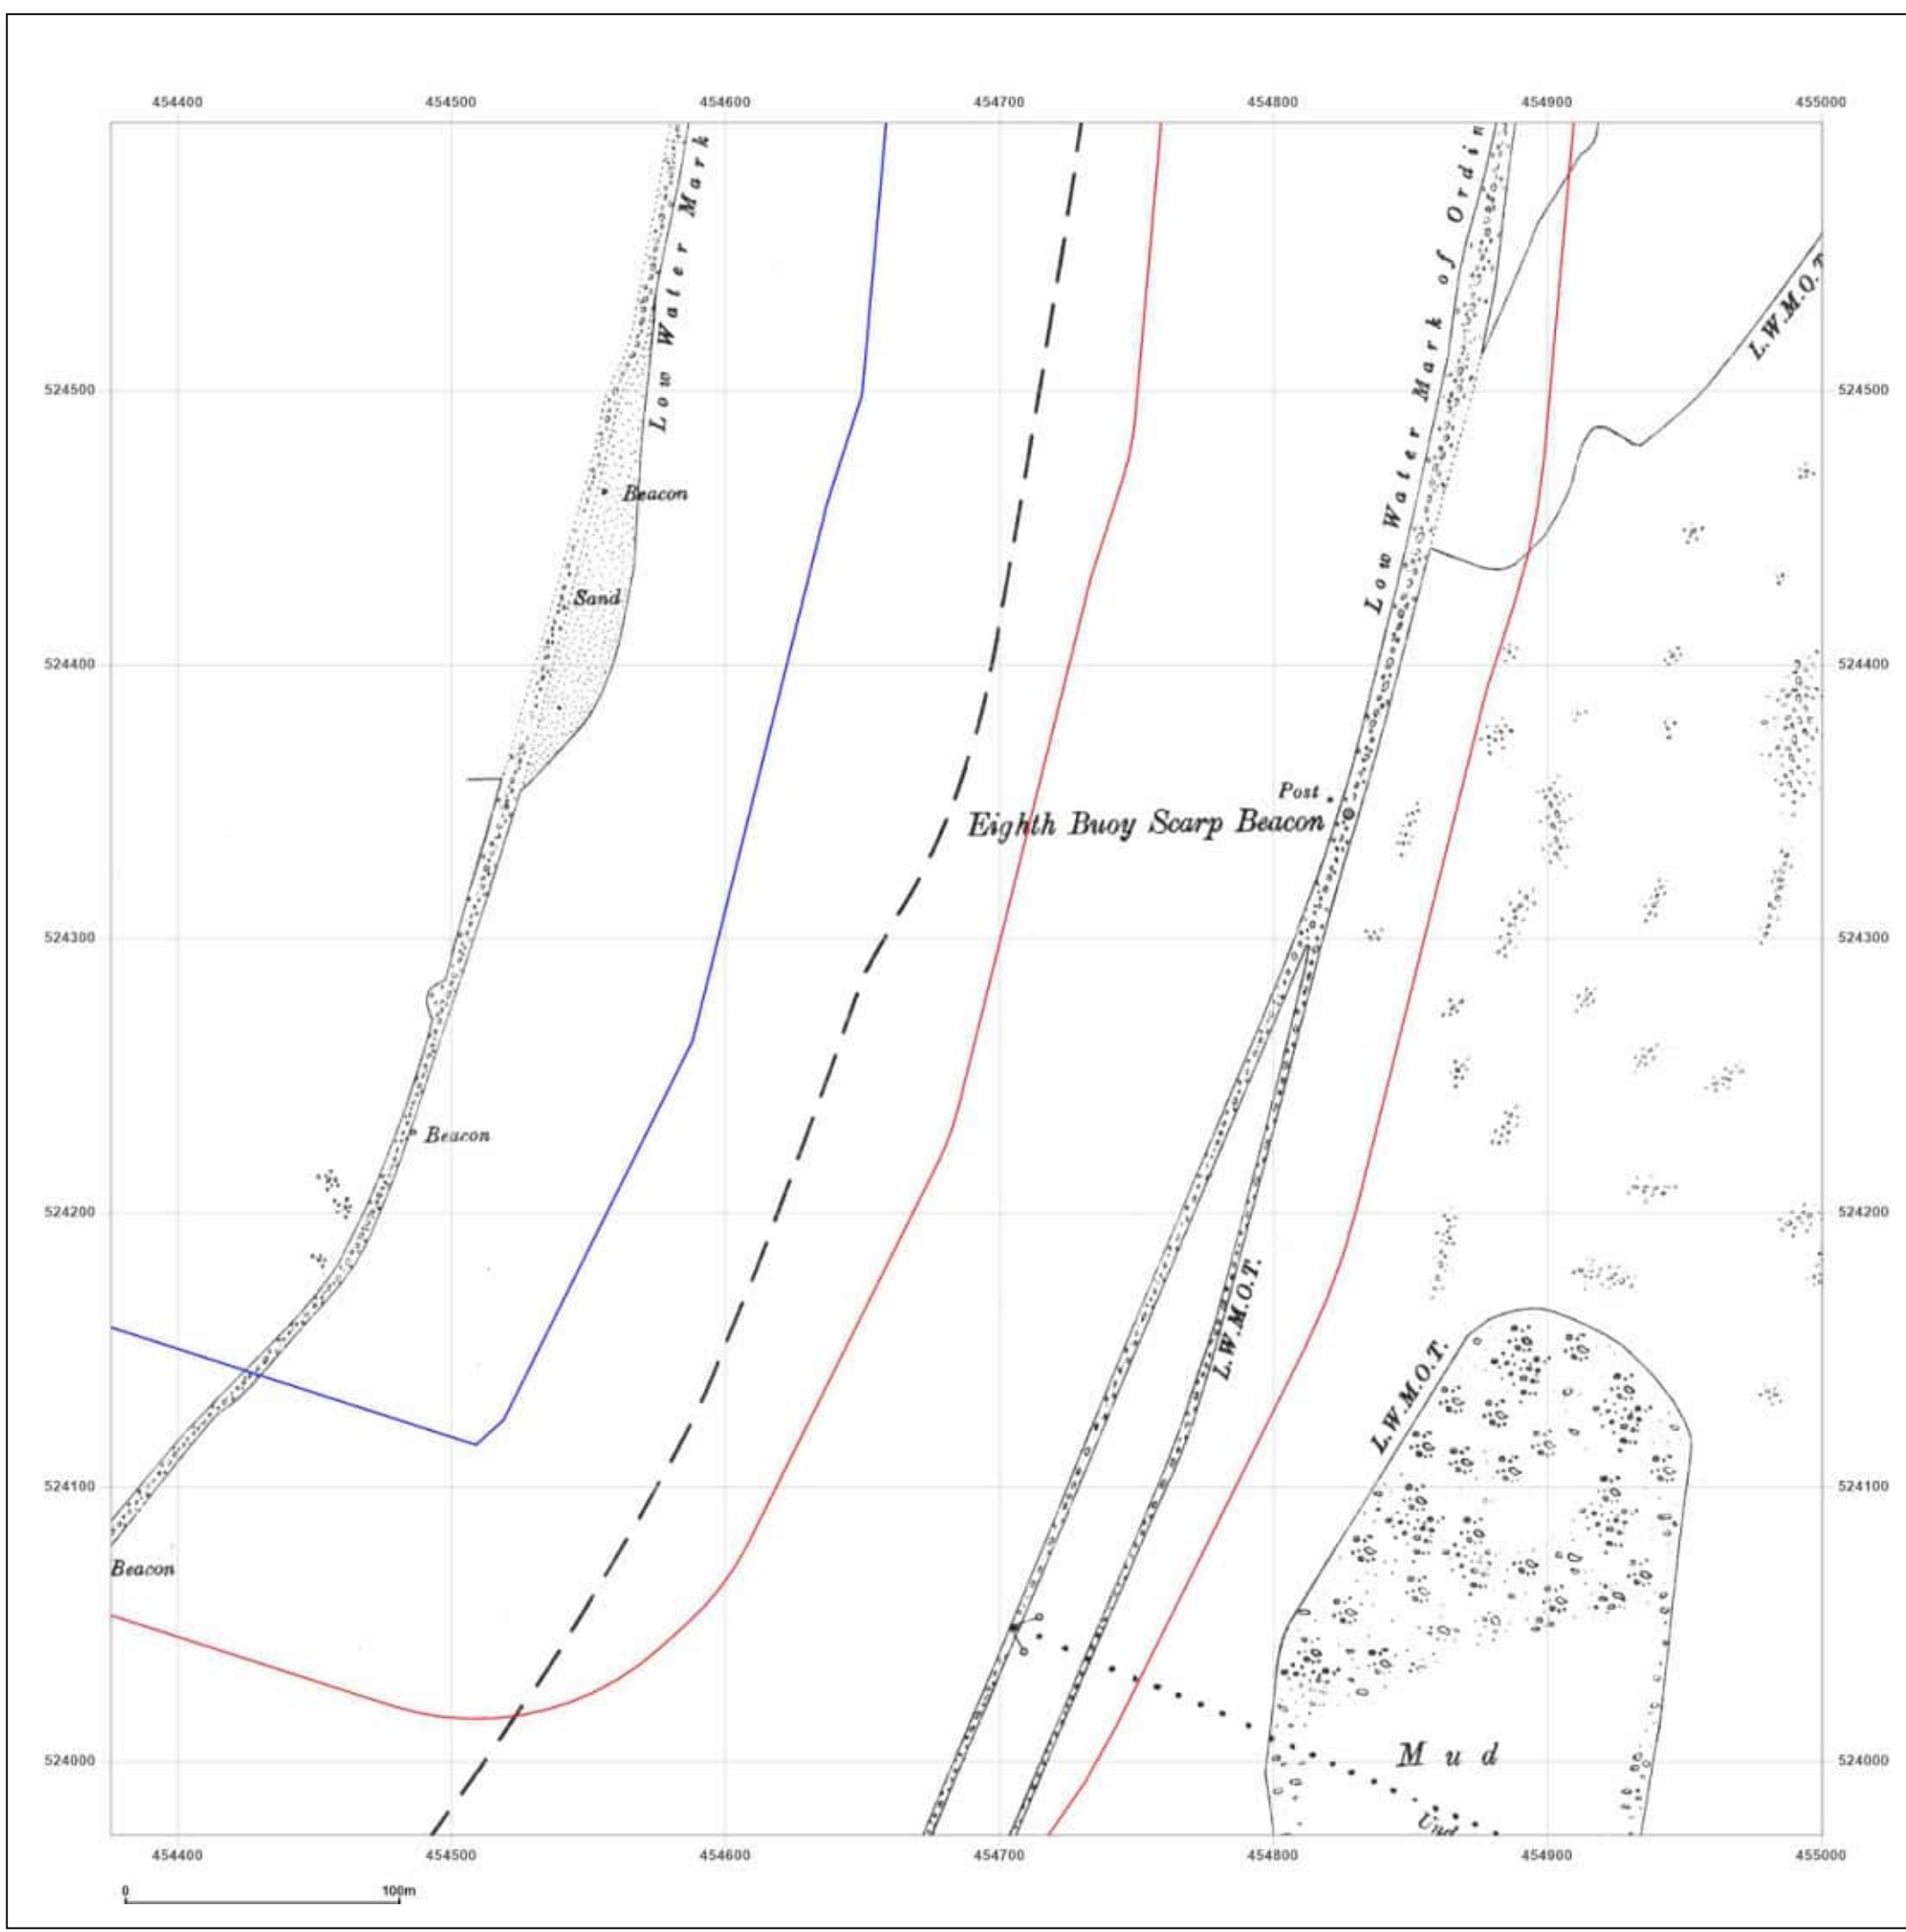 454400 454500 454600 454700 454800 454900 455000
Low Water Mark
Low Water Mark of Ordin
L.W.M.O.T
524500 524500
Beacon
Sand
524400 524400
Post
Eighth Buoy Scarp Beacon
524300 524300
Beacon
524200 524200
L.W.M.O.T.
L.W.M.O.T.
524100 524100
Beacon
524000 524000
Mud
454400 454500 454600 454700 454800 454900 455000
0 100m